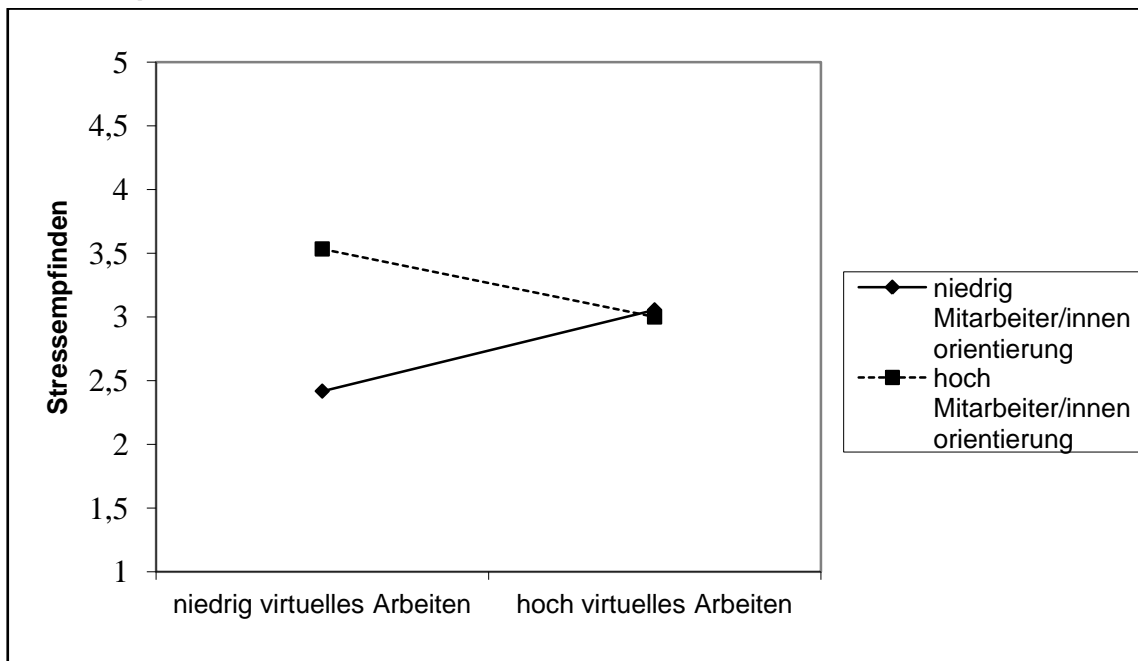 Stressempfinden
5
4,5
4
3,5
3
2,5
2
1,5
1
niedrig virtuelles Arbeiten
hoch virtuelles Arbeiten
niedrig
Mitarbeiter/innen
orientierung
hoch
Mitarbeiter/innen
orientierung